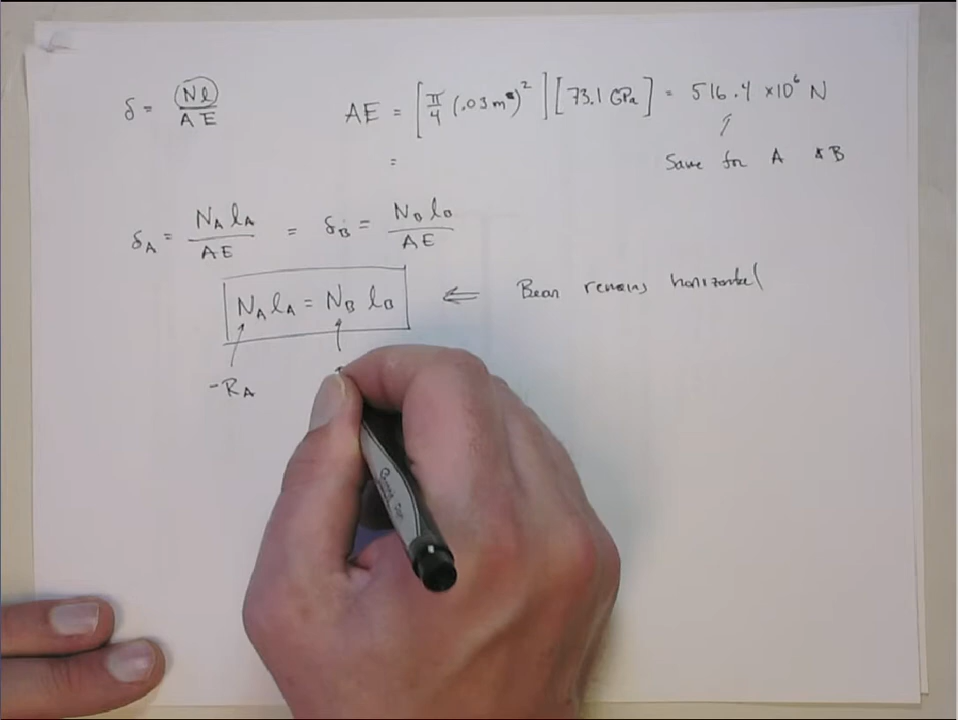 δ = Nl / AE
AE = [π/4 (.03m)²][73.1 GPa] = 516.4 ×10⁶ N
=
Same for A & B
δA = NA lA / AE = δB = NB lB / AE
NA lA = NB lB ⇐ Beam remains horizontal
-RA